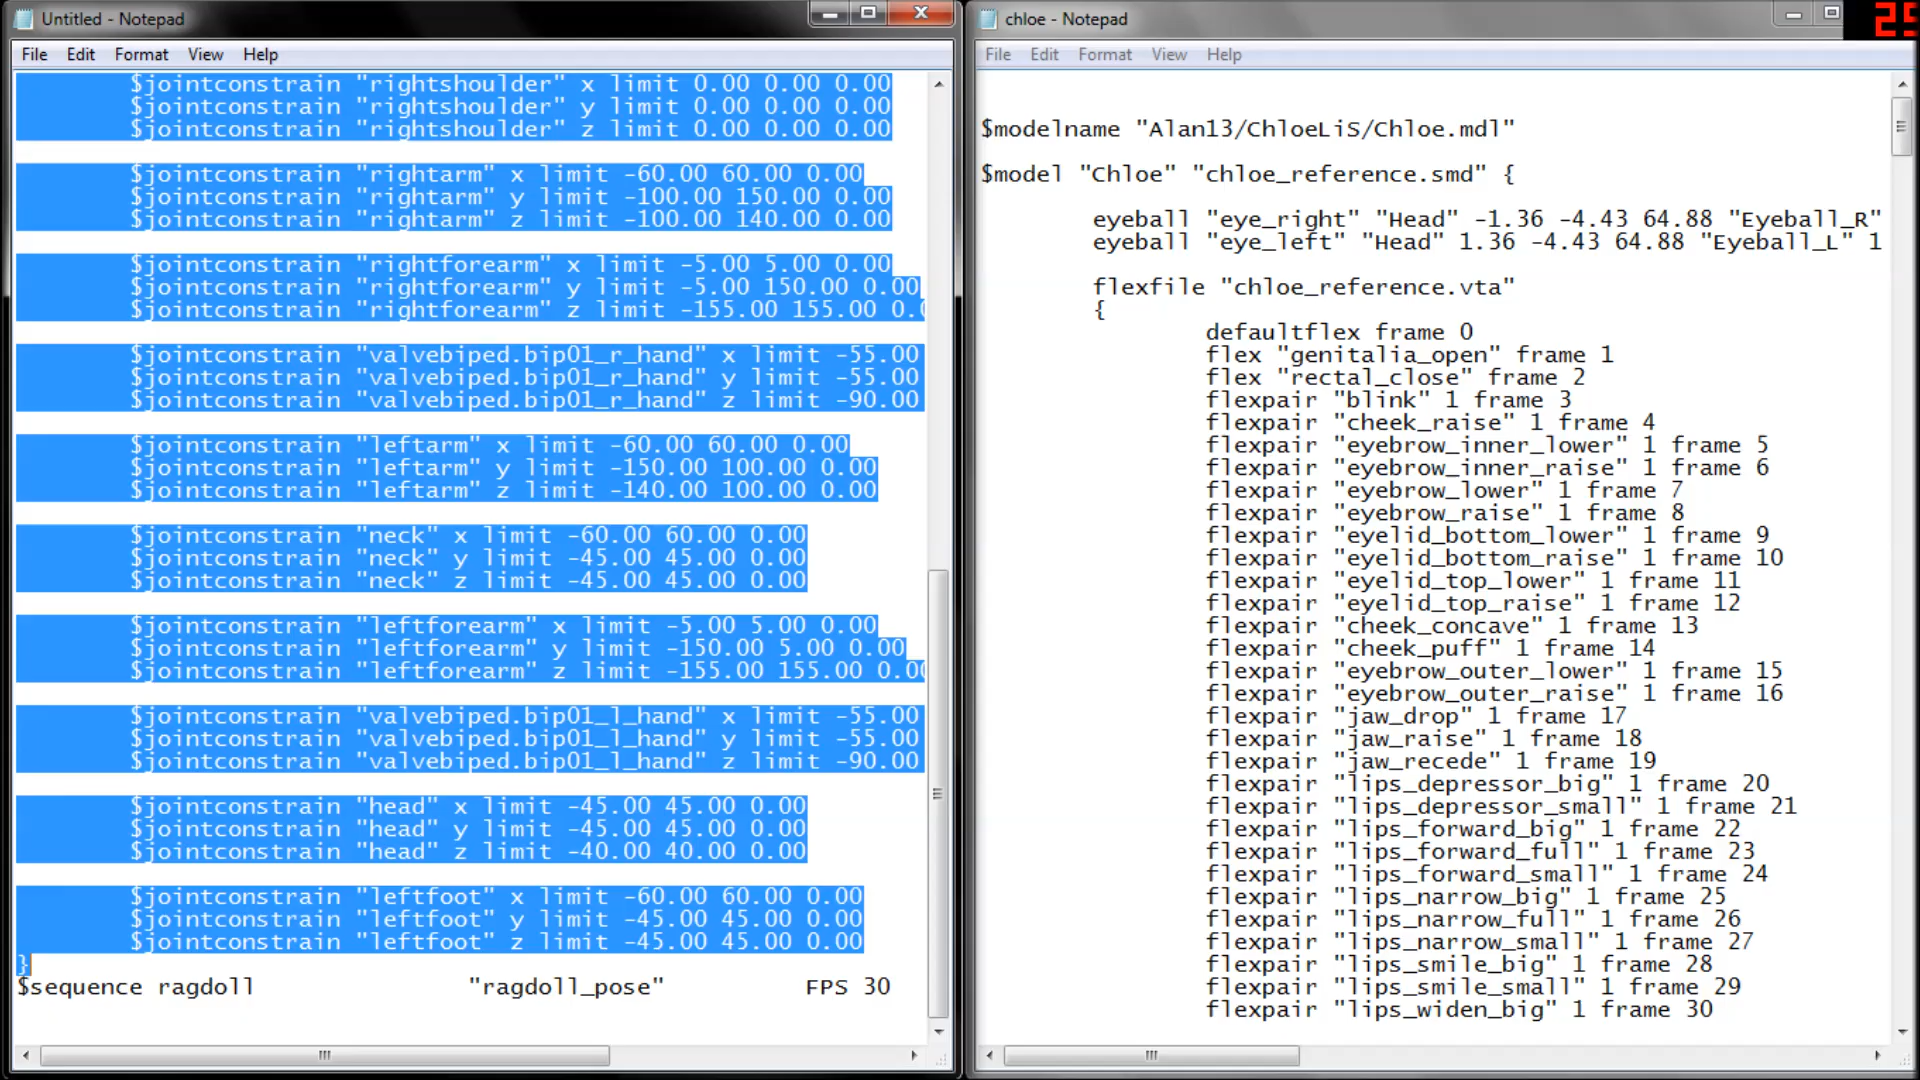 Untitled - Notepad
File Edit Format View Help
$jointconstrain "rightshoulder" x limit 0.00 0.00 0.00
$jointconstrain "rightshoulder" y limit 0.00 0.00 0.00
$jointconstrain "rightshoulder" z limit 0.00 0.00 0.00
$jointconstrain "rightarm" x limit -60.00 60.00 0.00
$jointconstrain "rightarm" y limit -100.00 150.00 0.00
$jointconstrain "rightarm" z limit -100.00 140.00 0.00
$jointconstrain "rightforearm" x limit -5.00 5.00 0.00
$jointconstrain "rightforearm" y limit -5.00 150.00 0.00
$jointconstrain "rightforearm" z limit -155.00 155.00 0.0
$jointconstrain "valvebiped.bip01_r_hand" x limit -55.00
$jointconstrain "valvebiped.bip01_r_hand" y limit -55.00
$jointconstrain "valvebiped.bip01_r_hand" z limit -90.00
$jointconstrain "leftarm" x limit -60.00 60.00 0.00
$jointconstrain "leftarm" y limit -150.00 100.00 0.00
$jointconstrain "leftarm" z limit -140.00 100.00 0.00
$jointconstrain "neck" x limit -60.00 60.00 0.00
$jointconstrain "neck" y limit -45.00 45.00 0.00
$jointconstrain "neck" z limit -45.00 45.00 0.00
$jointconstrain "leftforearm" x limit -5.00 5.00 0.00
$jointconstrain "leftforearm" y limit -150.00 5.00 0.00
$jointconstrain "leftforearm" z limit -155.00 155.00 0.00
$jointconstrain "valvebiped.bip01_l_hand" x limit -55.00
$jointconstrain "valvebiped.bip01_l_hand" y limit -55.00
$jointconstrain "valvebiped.bip01_l_hand" z limit -90.00
$jointconstrain "head" x limit -45.00 45.00 0.00
$jointconstrain "head" y limit -45.00 45.00 0.00
$jointconstrain "head" z limit -40.00 40.00 0.00
$jointconstrain "leftfoot" x limit -60.00 60.00 0.00
$jointconstrain "leftfoot" y limit -45.00 45.00 0.00
$jointconstrain "leftfoot" z limit -45.00 45.00 0.00
}
$sequence ragdoll "ragdoll_pose" FPS 30
chloe - Notepad
25
File Edit Format View Help
$modelname "Alan13/ChloeLiS/Chloe.mdl"
$model "Chloe" "chloe_reference.smd" {
eyeball "eye_right" "Head" -1.36 -4.43 64.88 "Eyeball_R"
eyeball "eye_left" "Head" 1.36 -4.43 64.88 "Eyeball_L" 1
flexfile "chloe_reference.vta"
{
defaultflex frame 0
flex "genitalia_open" frame 1
flex "rectal_close" frame 2
flexpair "blink" 1 frame 3
flexpair "cheek_raise" 1 frame 4
flexpair "eyebrow_inner_lower" 1 frame 5
flexpair "eyebrow_inner_raise" 1 frame 6
flexpair "eyebrow_lower" 1 frame 7
flexpair "eyebrow_raise" 1 frame 8
flexpair "eyelid_bottom_lower" 1 frame 9
flexpair "eyelid_bottom_raise" 1 frame 10
flexpair "eyelid_top_lower" 1 frame 11
flexpair "eyelid_top_raise" 1 frame 12
flexpair "cheek_concave" 1 frame 13
flexpair "cheek_puff" 1 frame 14
flexpair "eyebrow_outer_lower" 1 frame 15
flexpair "eyebrow_outer_raise" 1 frame 16
flexpair "jaw_drop" 1 frame 17
flexpair "jaw_raise" 1 frame 18
flexpair "jaw_recede" 1 frame 19
flexpair "lips_depressor_big" 1 frame 20
flexpair "lips_depressor_small" 1 frame 21
flexpair "lips_forward_big" 1 frame 22
flexpair "lips_forward_full" 1 frame 23
flexpair "lips_forward_small" 1 frame 24
flexpair "lips_narrow_big" 1 frame 25
flexpair "lips_narrow_full" 1 frame 26
flexpair "lips_narrow_small" 1 frame 27
flexpair "lips_smile_big" 1 frame 28
flexpair "lips_smile_small" 1 frame 29
flexpair "lips_widen_big" 1 frame 30